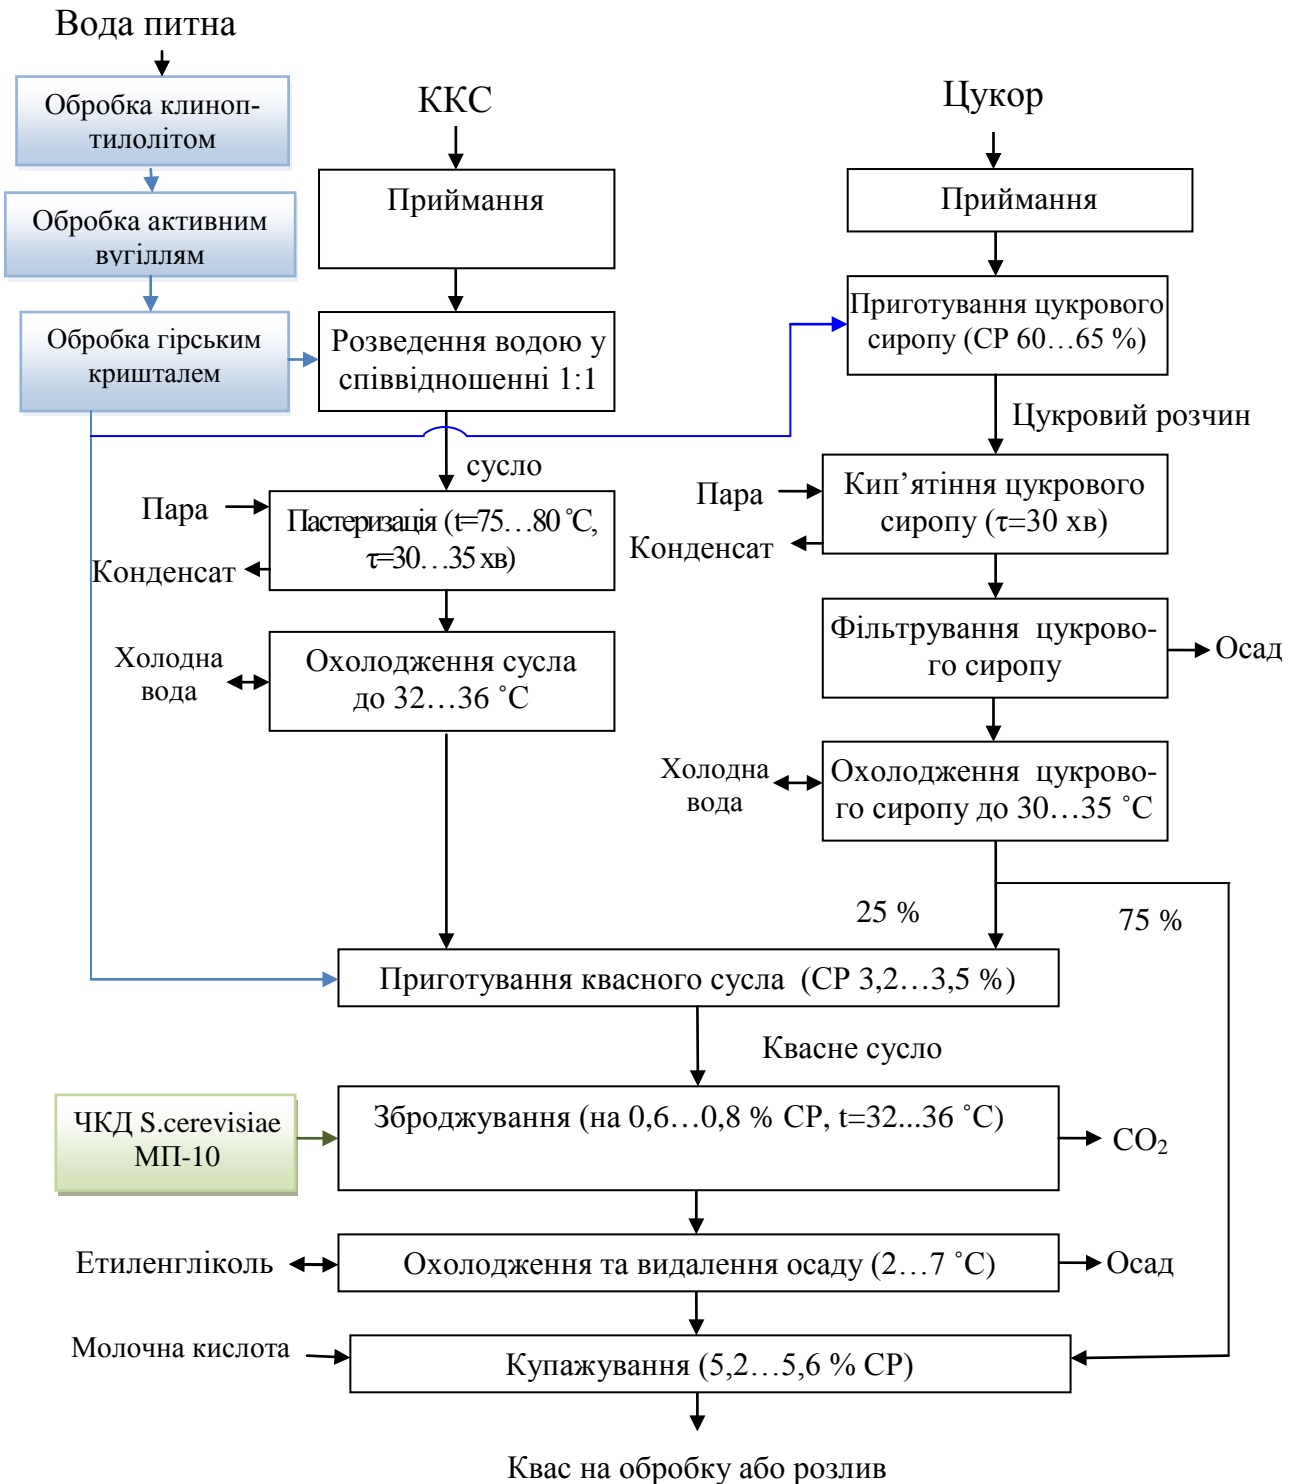 Вода питна
Обробка клиноп-
тилолітом
Обробка активним
вугіллям
Обробка гірським
кришталем
ККС
Приймання
Розведення водою у
співвідношенні 1:1
сусло
Пара
Пастеризація (t=75…80 ˚С,
τ=30…35 хв)
Конденсат
Холодна
вода
Охолодження сусла
до 32…36 ˚С
Цукор
Приймання
Приготування цукрового
сиропу (СР 60…65 %)
Цукровий розчин
Пара
Кип’ятіння цукрового
сиропу (τ=30 хв)
Конденсат
Фільтрування цукрово-
го сиропу
Осад
Холодна
вода
Охолодження цукрово-
го сиропу до 30…35 ˚С
25 %
75 %
Приготування квасного сусла (СР 3,2…3,5 %)
Квасне сусло
ЧКД S.cerevisiae
МП-10
Зброджування (на 0,6…0,8 % СР, t=32...36 ˚С)
CO₂
Етиленгліколь
Охолодження та видалення осаду (2…7 ˚С)
Осад
Молочна кислота
Купажування (5,2…5,6 % СР)
Квас на обробку або розлив